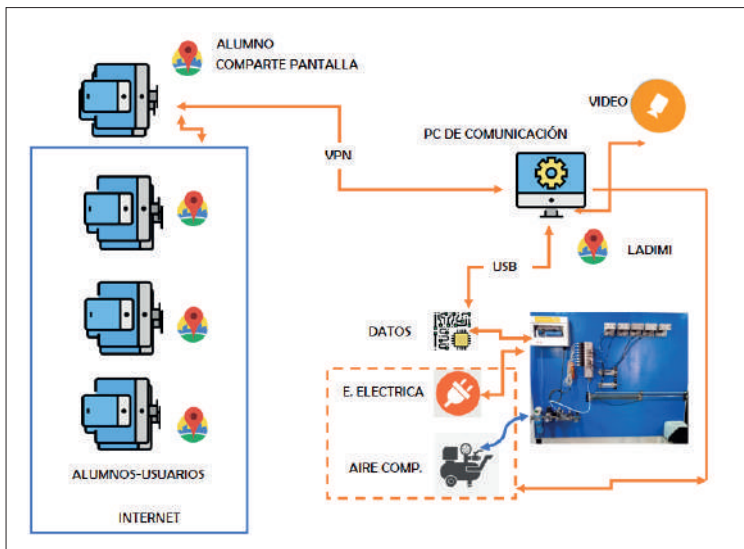 ALUMNO
COMPARTE PANTALLA
VIDEO
PC DE COMUNICACIÓN
VPN
USB
LADIMI
DATOS
E. ELECTRICA
AIRE COMP.
ALUMNOS-USUARIOS
INTERNET